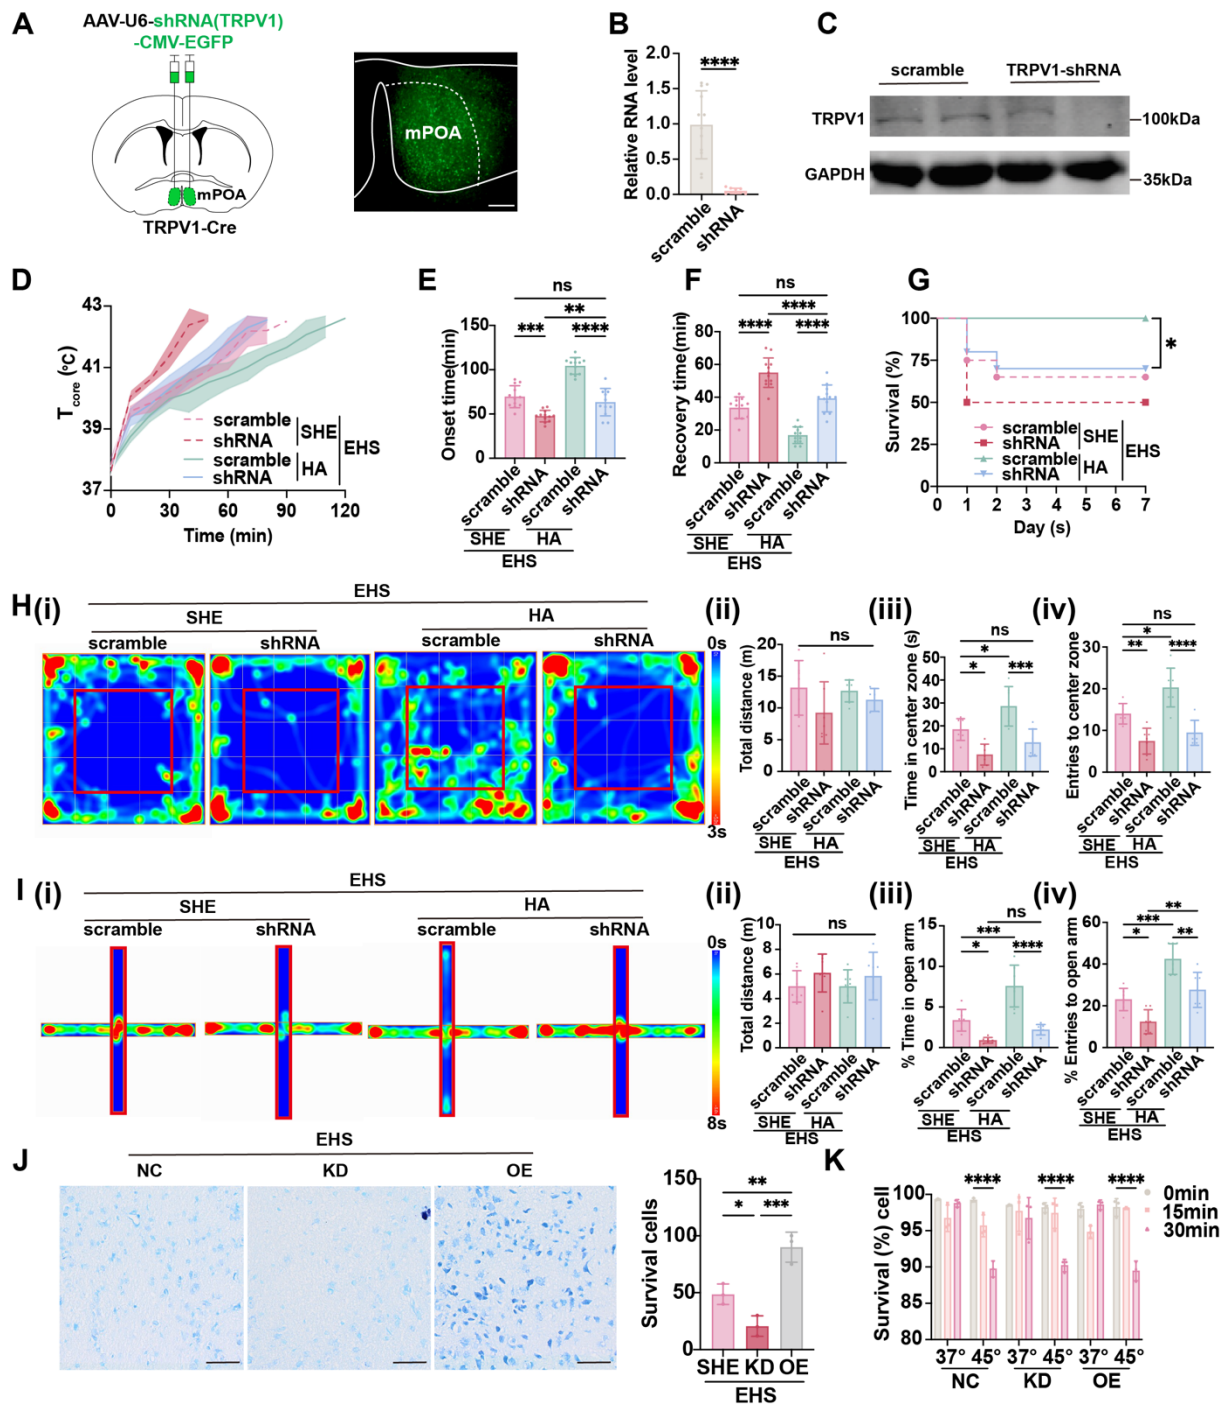 A
AAV-U6-shRNA(TRPV1)
-CMV-EGFP
mPOA
TRPV1-Cre
mPOA
B
Relative RNA level
2.0
1.5
1.0
0.5
0.0
****
scramble
shRNA
C
scramble
TRPV1-shRNA
TRPV1
100kDa
GAPDH
35kDa
D
Tcore (°C)
43
41
39
37
0
30
60
90
120
Time (min)
scramble
shRNA
SHE
scramble
shRNA
HA
EHS
E
Onset time(min)
150
100
50
0
ns
**
***
****
scramble
shRNA
scramble
shRNA
SHE
HA
EHS
F
Recovery time(min)
80
60
40
20
0
ns
****
****
****
scramble
shRNA
scramble
shRNA
SHE
HA
EHS
G
Survival (%)
100
75
50
25
0
*
0
1
2
3
4
5
6
7
Day (s)
scramble
shRNA
SHE
scramble
shRNA
HA
EHS
H
(i)
EHS
SHE
HA
scramble
shRNA
scramble
shRNA
0s
3s
(ii)
Total distance (m)
20
15
10
5
0
ns
scramble
shRNA
scramble
shRNA
SHE
HA
EHS
(iii)
Time in center zone (s)
50
40
30
20
10
0
ns
*
*
***
scramble
shRNA
scramble
shRNA
SHE
HA
EHS
(iv)
Entries to center zone
30
20
10
0
ns
*
**
****
scramble
shRNA
scramble
shRNA
SHE
HA
EHS
I
(i)
EHS
SHE
HA
scramble
shRNA
scramble
shRNA
0s
8s
(ii)
Total distance (m)
10
8
6
4
2
0
ns
scramble
shRNA
scramble
shRNA
SHE
HA
EHS
(iii)
% Time in open arm
15
10
5
0
ns
***
*
****
scramble
shRNA
scramble
shRNA
SHE
HA
EHS
(iv)
% Entries to open arm
60
40
20
0
**
***
*
**
scramble
shRNA
scramble
shRNA
SHE
HA
EHS
J
EHS
NC
KD
OE
Survival cells
150
100
50
0
**
*
***
SHE
KD
OE
EHS
K
Survival (%) cell
100
95
90
85
80
****
****
****
0min
15min
30min
37°
45°
37°
45°
37°
45°
NC
KD
OE